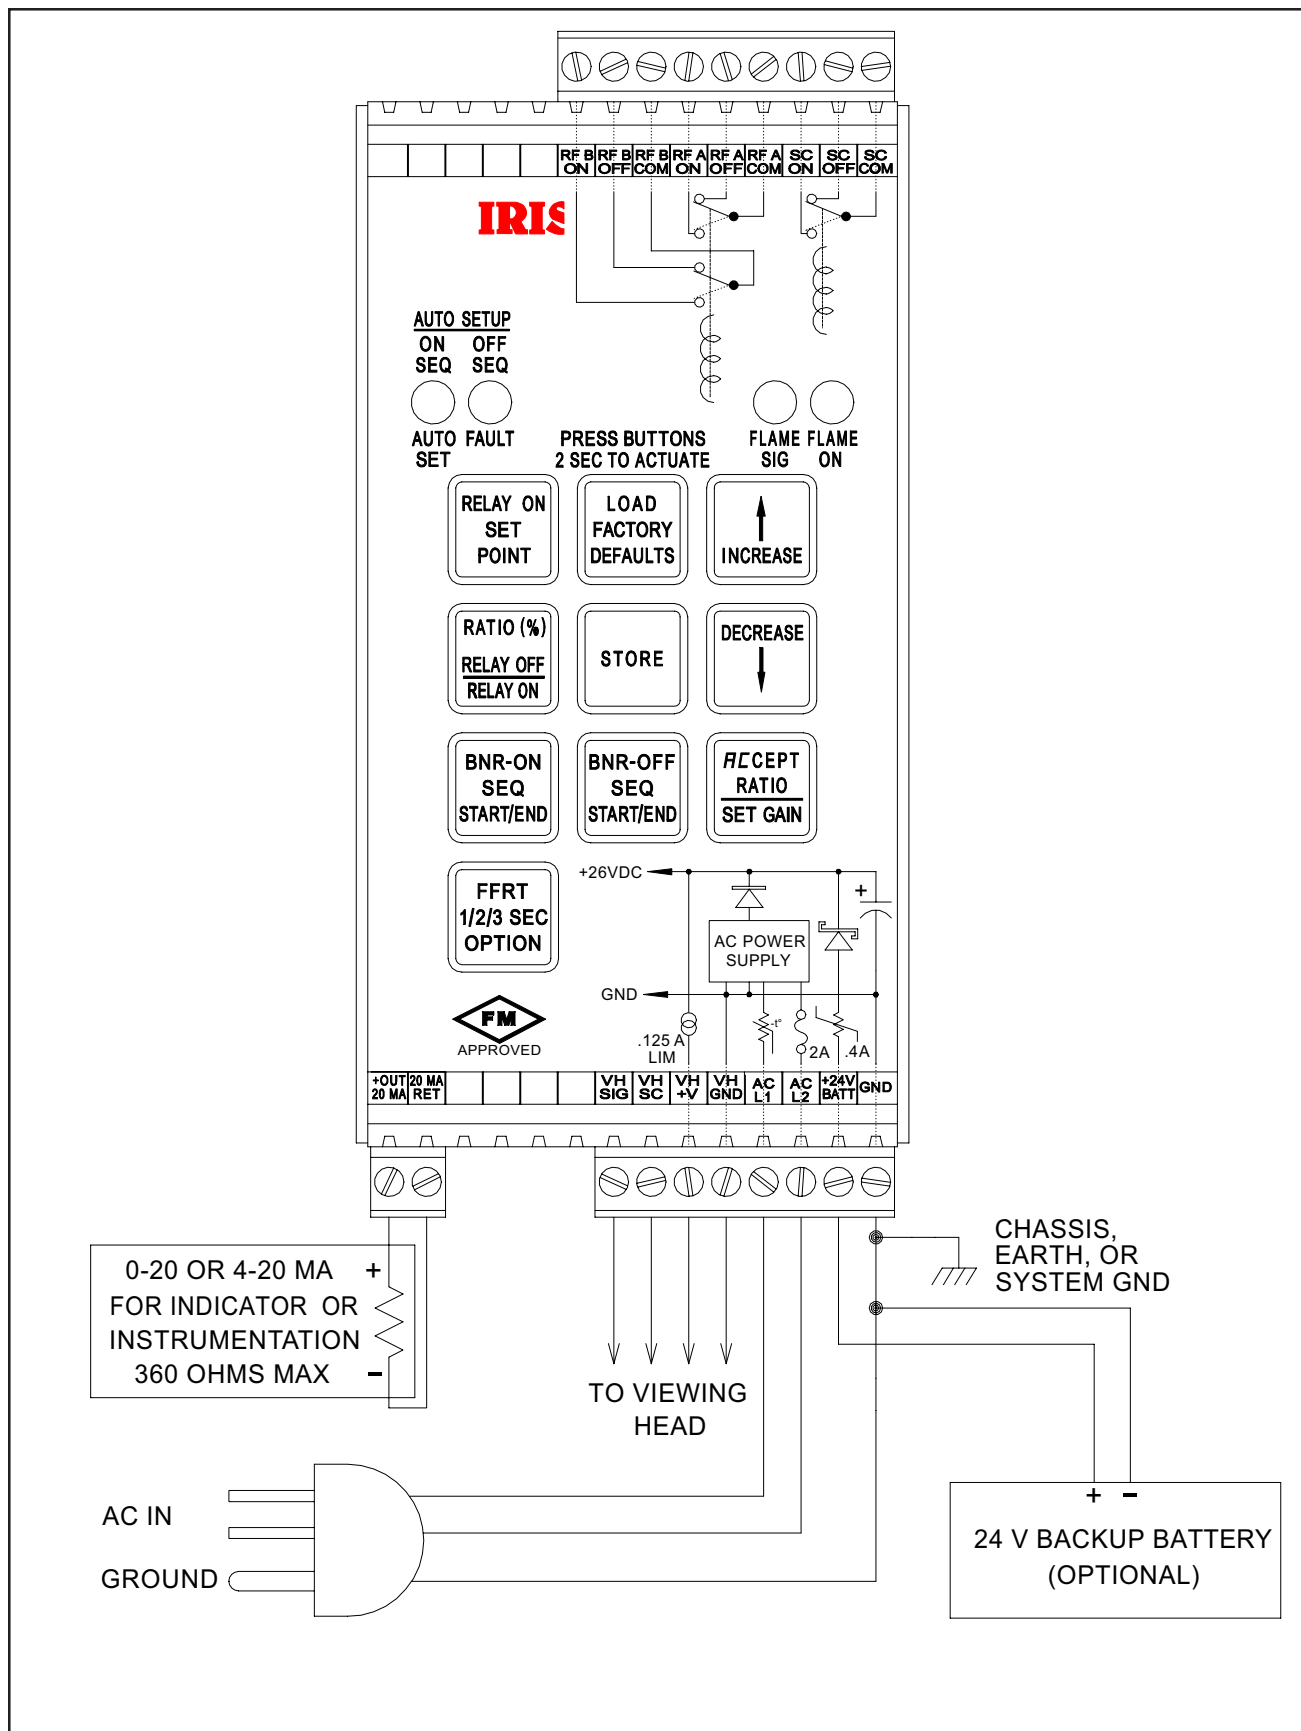 RF B ON
RF B OFF
RF B COM
RF A ON
RF A OFF
RF A COM
SC ON
SC OFF
SC COM
IRIS
AUTO SETUP
ON SEQ
OFF SEQ
AUTO SET
FAULT
PRESS BUTTONS
2 SEC TO ACTUATE
FLAME SIG
FLAME ON
RELAY ON
SET
POINT
LOAD
FACTORY
DEFAULTS
INCREASE
RATIO (%)
RELAY OFF
RELAY ON
STORE
DECREASE
BNR-ON
SEQ
START/END
BNR-OFF
SEQ
START/END
ACCEPT
RATIO
SET GAIN
FFRT
1/2/3 SEC
OPTION
+26VDC
+
AC POWER
SUPPLY
GND
FM
APPROVED
.125 A
LIM
-t°
2A
.4A
+OUT 20 MA
20 MA RET
VH SIG
VH SC
VH +V
VH GND
AC L1
AC L2
+24V BATT
GND
0-20 OR 4-20 MA +
FOR INDICATOR OR
INSTRUMENTATION
360 OHMS MAX -
TO VIEWING
HEAD
CHASSIS,
EARTH, OR
SYSTEM GND
AC IN
GROUND
+ -
24 V BACKUP BATTERY
(OPTIONAL)